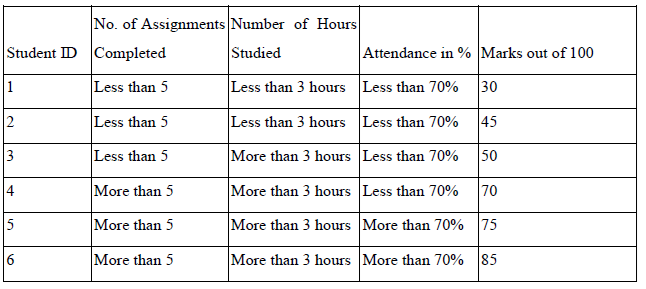 No. of Assignments Number of Hours
Student ID Completed Studied Attendance in % Marks out of 100
1 Less than 5 Less than 3 hours Less than 70% 30
2 Less than 5 Less than 3 hours Less than 70% 45
3 Less than 5 More than 3 hours Less than 70% 50
4 More than 5 More than 3 hours Less than 70% 70
5 More than 5 More than 3 hours More than 70% 75
6 More than 5 More than 3 hours More than 70% 85